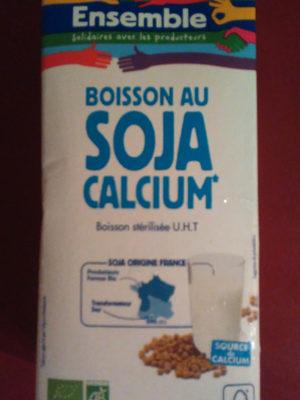 Ensemble
Solidaires avec les producteurs
BOISSON AU
SOJA
CALCIUM*
Boisson stérilisée U.H.T
SOJA ORIGINE FRANCE
Producteurs
Transformateur
SOURCE
de
CALCIUM
AB